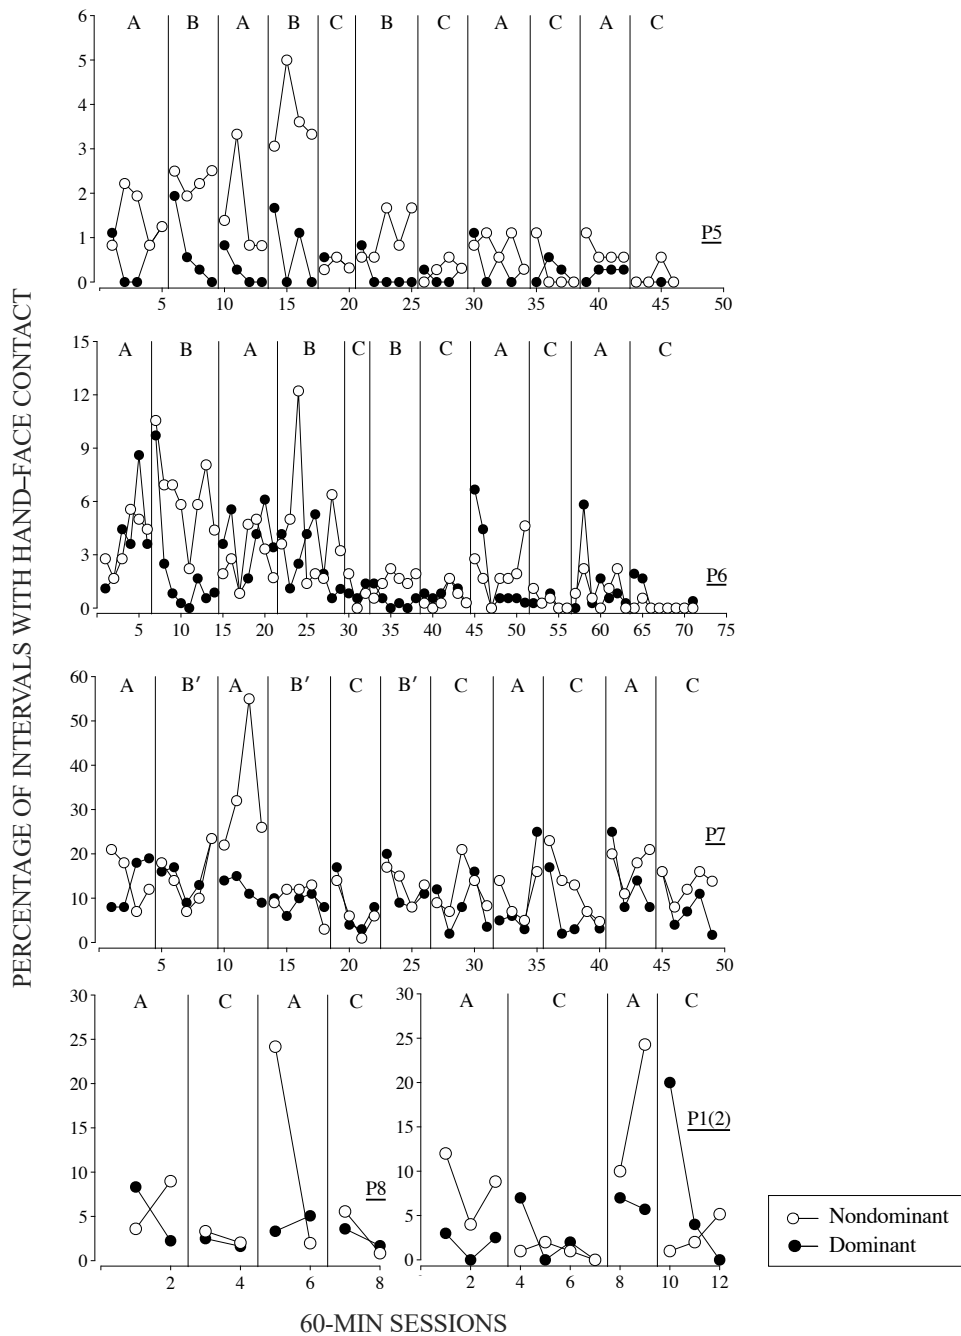 PERCENTAGE OF INTERVALS WITH HAND–FACE CONTACT
A B A B C B C A C A C
6
5
4
3
2
1
0
P5
5 10 15 20 25 30 35 40 45 50
A B A B C B C A C A C
15
12
9
6
3
0
P6
5 10 15 20 25 30 35 40 45 50 55 60 65 70 75
A B′ A B′ C B′ C A C A C
60
50
40
30
20
10
0
P7
5 10 15 20 25 30 35 40 45 50
A C A C
30
25
20
15
10
5
0
P8
2 4 6 8
A C A C
30
25
20
15
10
5
0
P1(2)
2 4 6 8 10 12
Nondominant
Dominant
60-MIN SESSIONS